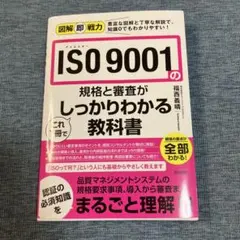 図解即戦力
豊富な図解と丁寧な解説で、
知識0でもわかりやすい！
ISO 9001の
規格と審査が
これ1冊で
しっかりわかる
教科書
福西義晴
全部
わかる！
認証の
必須知識を
品質マネジメントシステムの
規格要求事項、導入から審査まで
まるごと理解